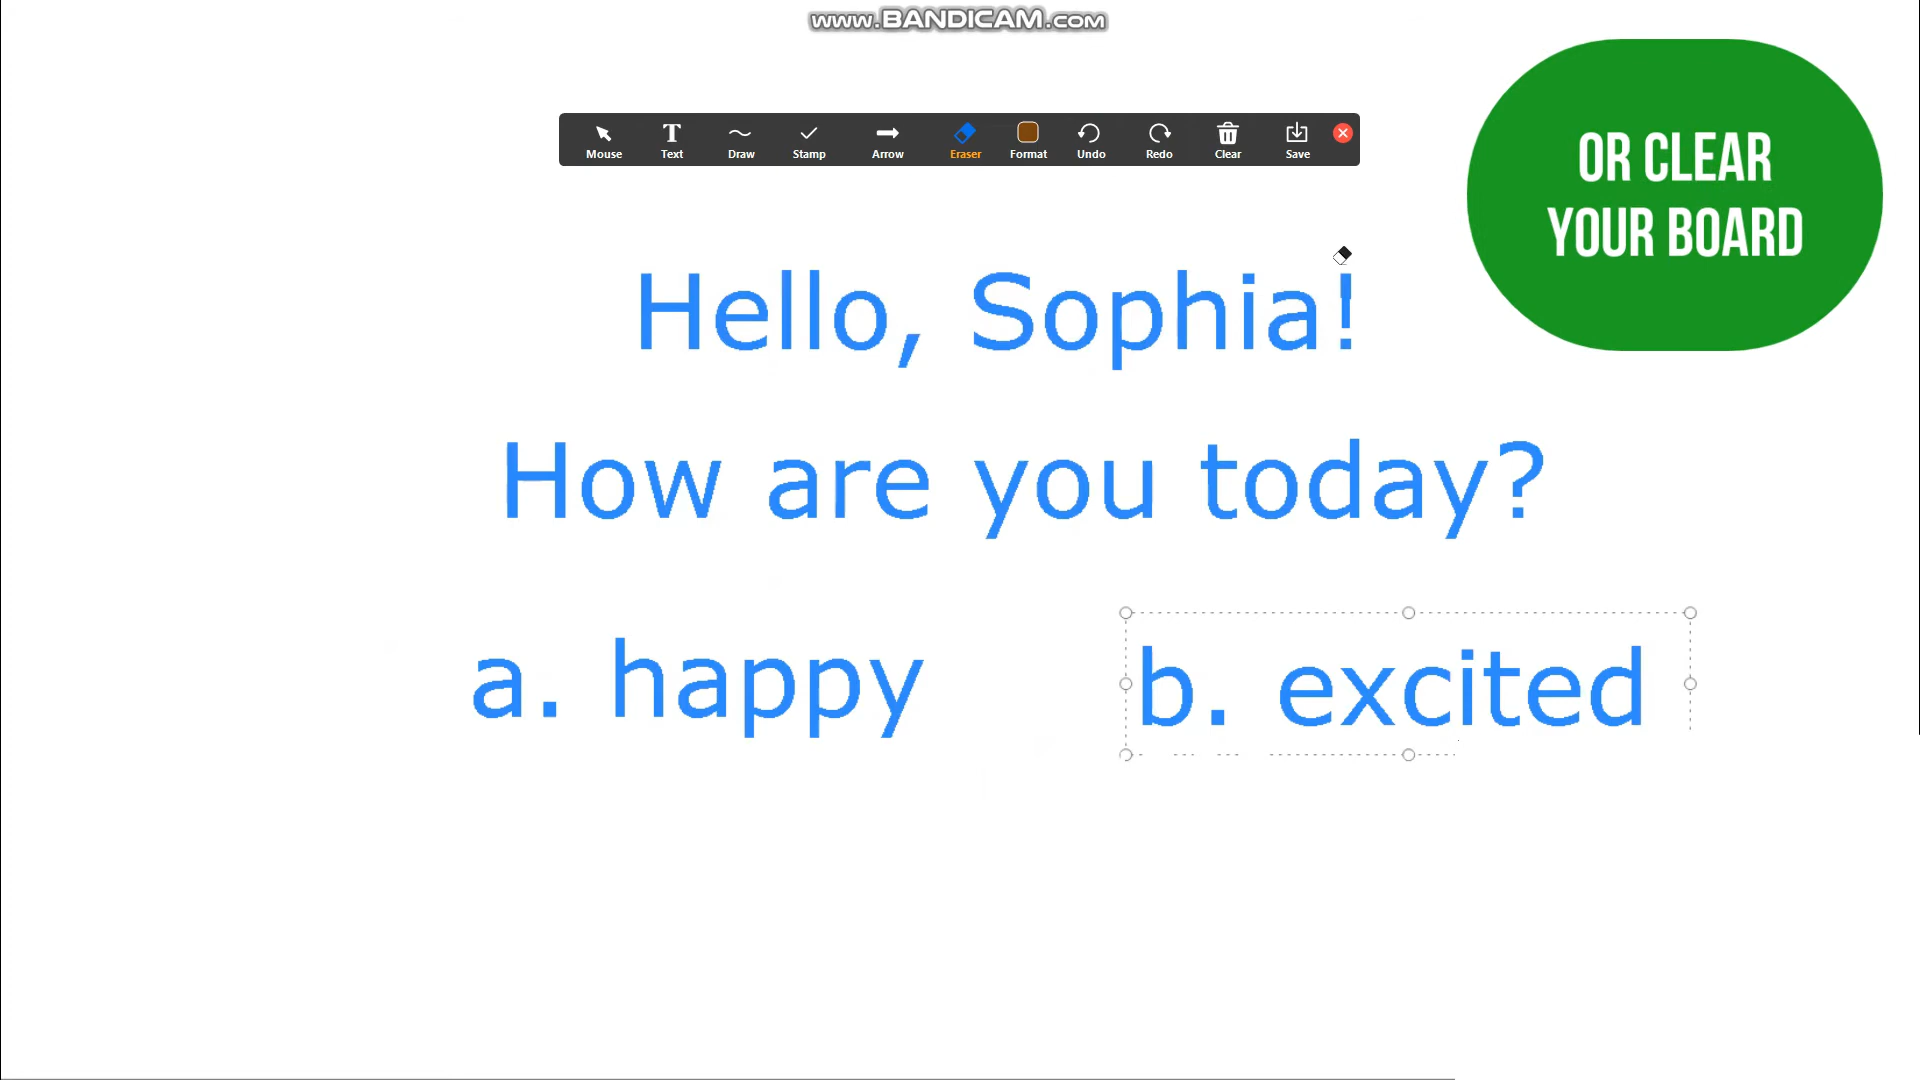 www.BANDICAM.com
OR CLEAR
YOUR BOARD
Mouse Text Draw Stamp Arrow Eraser Format Undo Redo Clear Save
Hello, Sophia!
How are you today?
a. happy b. excited